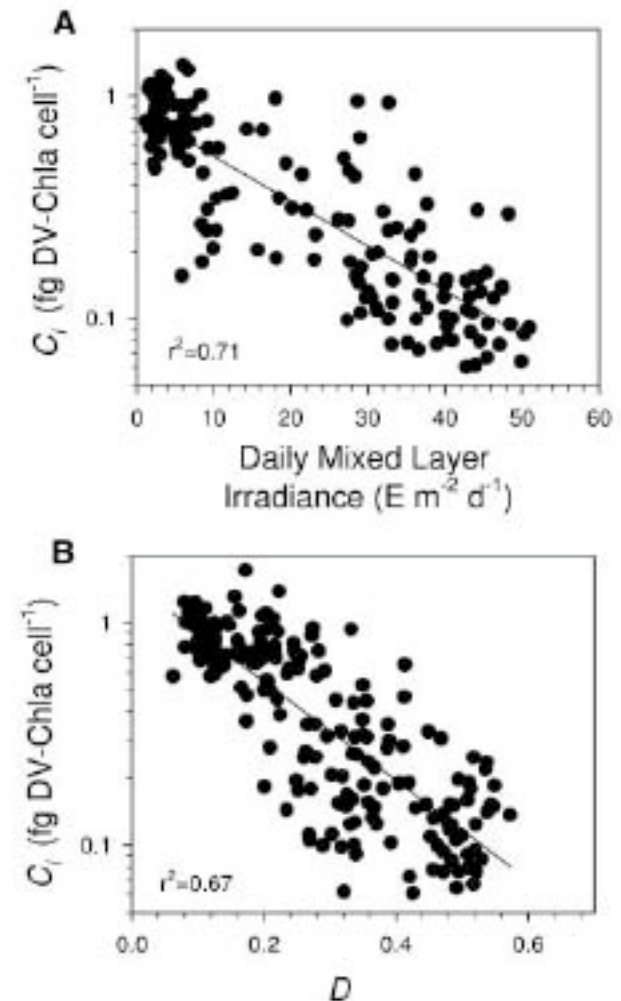 A
C_i (fg DV-Chla cell^-1)
1
0.1
r²=0.71
0 10 20 30 40 50 60
Daily Mixed Layer
Irradiance (E m^-2 d^-1)
B
C_i (fg DV-Chla cell^-1)
1
0.1
r²=0.67
0.0 0.2 0.4 0.6
D